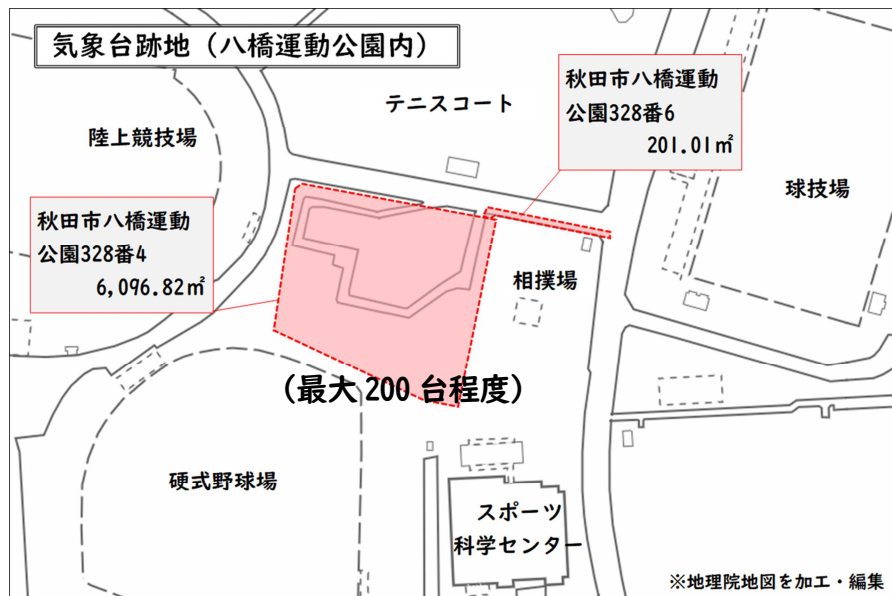 気象台跡地（八橋運動公園内）
秋田市八橋運動
公園328番6
201.01㎡
テニスコート
陸上競技場
球技場
秋田市八橋運動
公園328番4
6,096.82㎡
相撲場
（最大200台程度）
硬式野球場
スポーツ
科学センター
※地理院地図を加工・編集